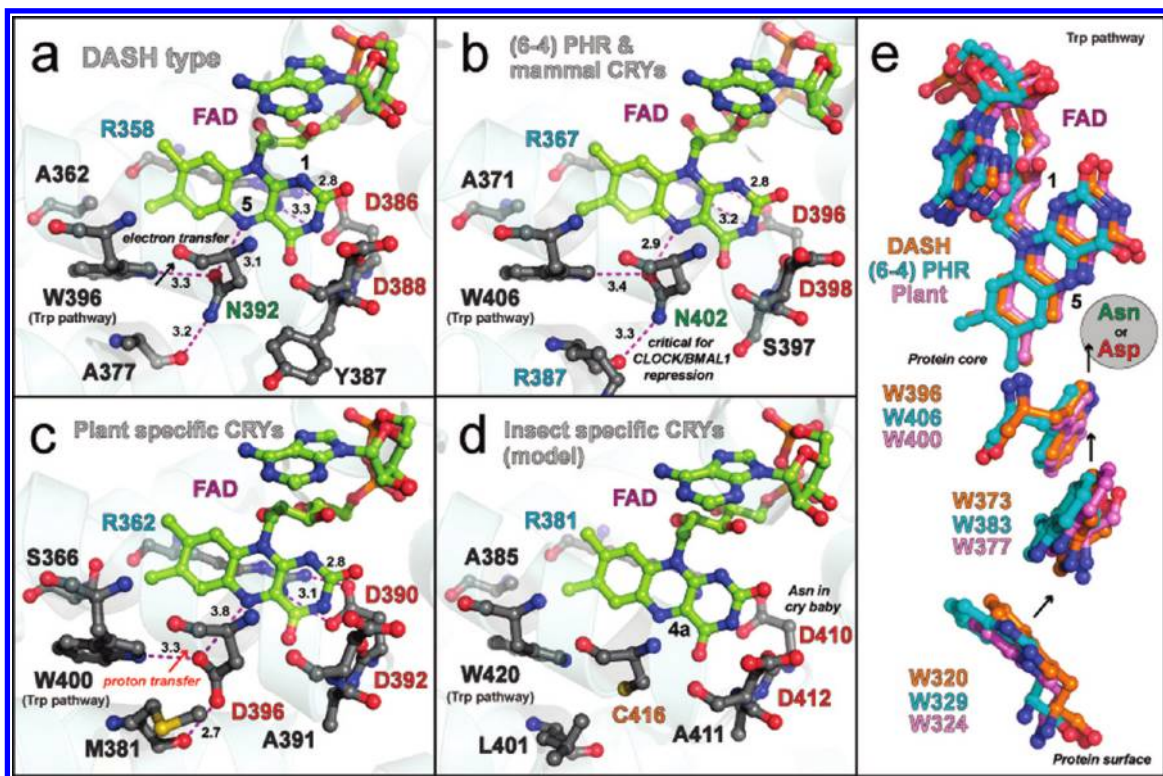 a
DASH type
FAD
R358
A362
1
2.8
3.3
5
D386
electron transfer
3.1
3.3
D388
W396
(Trp pathway)
N392
3.2
A377
Y387
b
(6-4) PHR &
mammal CRYs
FAD
R367
A371
2.8
3.2
D396
2.9
3.4
D398
W406
(Trp pathway)
N402
3.3
critical for
CLOCK/BMAL1
repression
S397
R387
c
Plant specific CRYs
FAD
R362
S366
2.8
3.1
D390
3.8
3.3
W400
(Trp pathway)
proton transfer
D392
D396
M381
2.7
A391
d
Insect specific CRYs
(model)
FAD
R381
A385
Asn in
cry baby
4a
D410
W420
(Trp pathway)
D412
C416
A411
L401
e
Trp pathway
FAD
1
DASH
(6-4) PHR
Plant
5
Asn
or
Asp
Protein core
W396
W406
W400
W373
W383
W377
W320
W329
W324
Protein surface